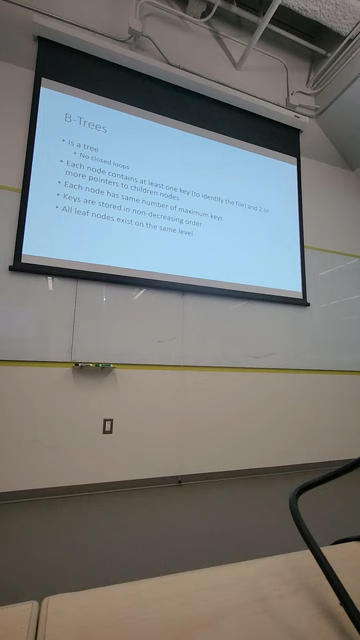 B-Trees
• Is a tree
• No closed loops
• Each node contains at least one key (to identify the file) and 2 or
more pointers to children nodes
• Each node has same number of maximum keys
• Keys are stored in non-decreasing order
• All leaf nodes exist on the same level